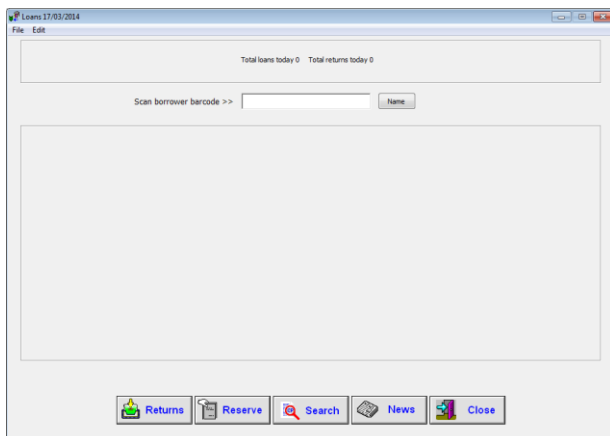 Loans 17/03/2014
File Edit
Total loans today 0 Total returns today 0
Scan borrower barcode >> Name
Returns Reserve Search News Close